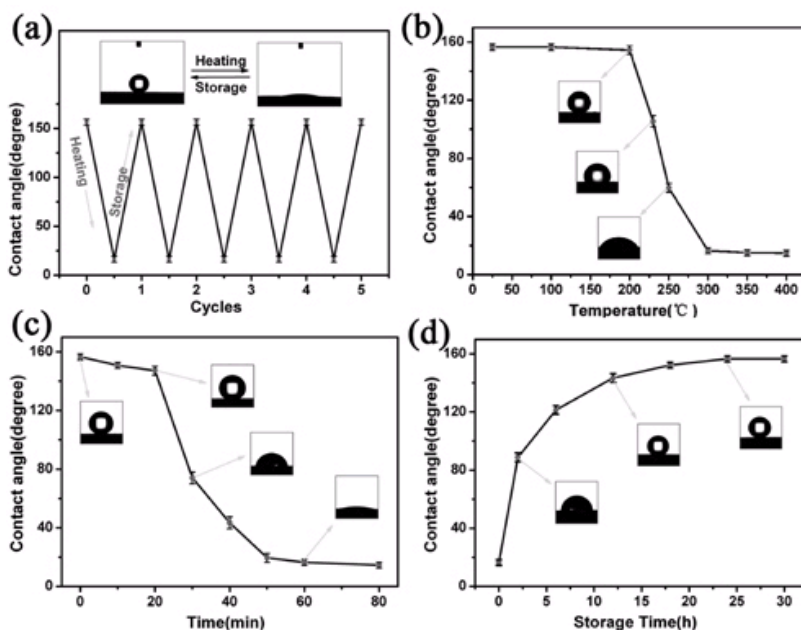 (a)
Contact angle(degree)
150
100
50
0
Heating
Storage
Heating
Storage
0 1 2 3 4 5
Cycles
(b)
Contact angle(degree)
160
120
80
40
0
50 100 150 200 250 300 350 400
Temperature(℃)
(c)
Contact angle(degree)
160
120
80
40
0
0 20 40 60 80
Time(min)
(d)
Contact angle(degree)
160
120
80
40
0
0 5 10 15 20 25 30
Storage Time(h)